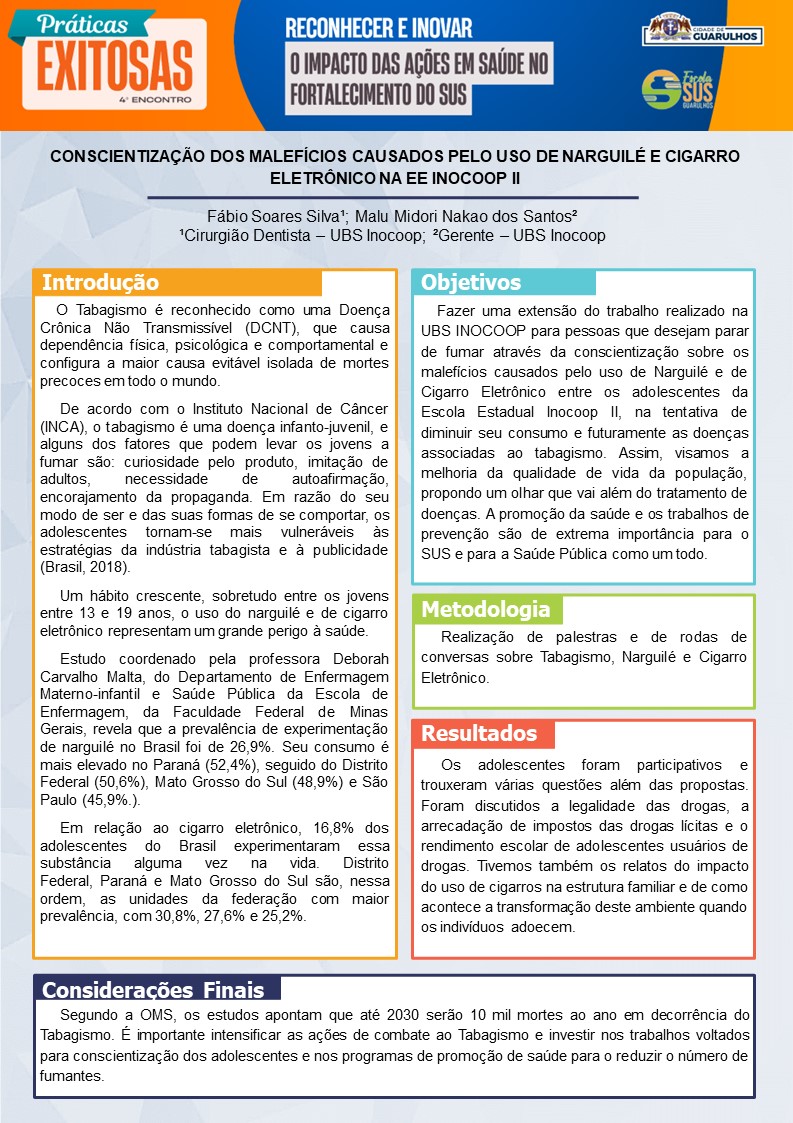 Práticas
EXITOSAS
4º ENCONTRO
RECONHECER E INOVAR
O IMPACTO DAS AÇÕES EM SAÚDE NO
FORTALECIMENTO DO SUS
CIDADE DE
GUARULHOS
Escola
SUS
GUARULHOS
CONSCIENTIZAÇÃO DOS MALEFÍCIOS CAUSADOS PELO USO DE NARGUILÉ E CIGARRO
ELETRÔNICO NA EE INOCOOP II
Fábio Soares Silva¹; Malu Midori Nakao dos Santos²
¹Cirurgião Dentista – UBS Inocoop; ²Gerente – UBS Inocoop
Introdução
O Tabagismo é reconhecido como uma Doença
Crônica Não Transmissível (DCNT), que causa
dependência física, psicológica e comportamental e
configura a maior causa evitável isolada de mortes
precoces em todo o mundo.
De acordo com o Instituto Nacional de Câncer
(INCA), o tabagismo é uma doença infanto-juvenil, e
alguns dos fatores que podem levar os jovens a
fumar são: curiosidade pelo produto, imitação de
adultos, necessidade de autoafirmação,
encorajamento da propaganda. Em razão do seu
modo de ser e das suas formas de se comportar, os
adolescentes tornam-se mais vulneráveis às
estratégias da indústria tabagista e à publicidade
(Brasil, 2018).
Um hábito crescente, sobretudo entre os jovens
entre 13 e 19 anos, o uso do narguilé e de cigarro
eletrônico representam um grande perigo à saúde.
Estudo coordenado pela professora Deborah
Carvalho Malta, do Departamento de Enfermagem
Materno-infantil e Saúde Pública da Escola de
Enfermagem, da Faculdade Federal de Minas
Gerais, revela que a prevalência de experimentação
de narguilé no Brasil foi de 26,9%. Seu consumo é
mais elevado no Paraná (52,4%), seguido do Distrito
Federal (50,6%), Mato Grosso do Sul (48,9%) e São
Paulo (45,9%.).
Em relação ao cigarro eletrônico, 16,8% dos
adolescentes do Brasil experimentaram essa
substância alguma vez na vida. Distrito
Federal, Paraná e Mato Grosso do Sul são, nessa
ordem, as unidades da federação com maior
prevalência, com 30,8%, 27,6% e 25,2%.
Objetivos
Fazer uma extensão do trabalho realizado na
UBS INOCOOP para pessoas que desejam parar
de fumar através da conscientização sobre os
malefícios causados pelo uso de Narguilé e de
Cigarro Eletrônico entre os adolescentes da
Escola Estadual Inocoop II, na tentativa de
diminuir seu consumo e futuramente as doenças
associadas ao tabagismo. Assim, visamos a
melhoria da qualidade de vida da população,
propondo um olhar que vai além do tratamento de
doenças. A promoção da saúde e os trabalhos de
prevenção são de extrema importância para o
SUS e para a Saúde Pública como um todo.
Metodologia
Realização de palestras e de rodas de
conversas sobre Tabagismo, Narguilé e Cigarro
Eletrônico.
Resultados
Os adolescentes foram participativos e
trouxeram várias questões além das propostas.
Foram discutidos a legalidade das drogas, a
arrecadação de impostos das drogas lícitas e o
rendimento escolar de adolescentes usuários de
drogas. Tivemos também os relatos do impacto
do uso de cigarros na estrutura familiar e de como
acontece a transformação deste ambiente quando
os indivíduos adoecem.
Considerações Finais
Segundo a OMS, os estudos apontam que até 2030 serão 10 mil mortes ao ano em decorrência do
Tabagismo. É importante intensificar as ações de combate ao Tabagismo e investir nos trabalhos voltados
para conscientização dos adolescentes e nos programas de promoção de saúde para o reduzir o número de
fumantes.